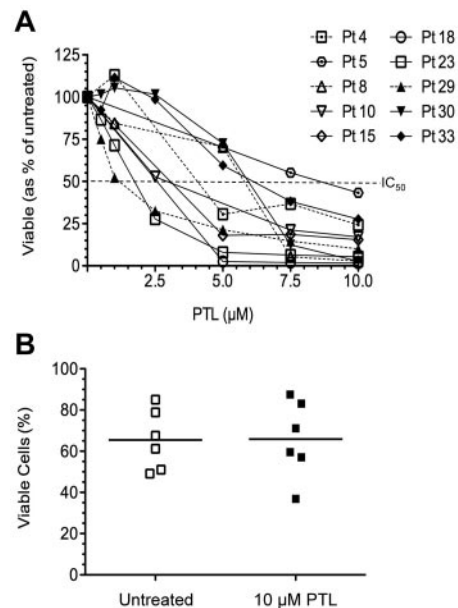 A
Pt 4 Pt 18
Pt 5 Pt 23
Pt 8 Pt 29
Pt 10 Pt 30
Pt 15 Pt 33
Viable (as % of untreated)
125
100
75
50
25
0
IC50
0 2.5 5.0 7.5 10.0
PTL (µM)
B
Viable Cells (%)
100
80
60
40
20
0
Untreated 10 µM PTL